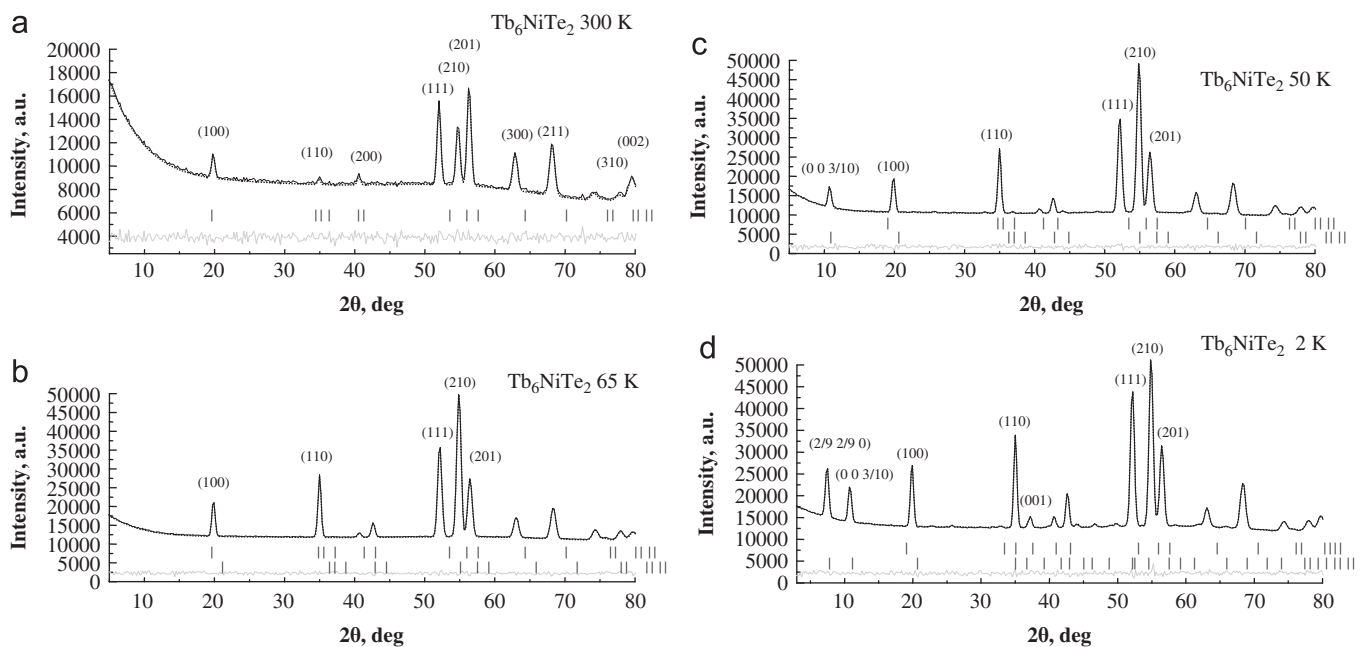 a
Tb₆NiTe₂ 300 K
20000
18000
16000
14000
12000
10000
8000
6000
4000
Intensity, a.u.
(100)
(110)
(200)
(111)
(210)
(201)
(300)
(211)
(310)
(002)
10 20 30 40 50 60 70 80
2θ, deg
b
Tb₆NiTe₂ 65 K
50000
45000
40000
35000
30000
25000
20000
15000
10000
5000
0
Intensity, a.u.
(100)
(110)
(111)
(210)
(201)
10 20 30 40 50 60 70 80
2θ, deg
c
Tb₆NiTe₂ 50 K
50000
45000
40000
35000
30000
25000
20000
15000
10000
5000
0
Intensity, a.u.
(0 0 3/10)
(100)
(110)
(111)
(210)
(201)
10 20 30 40 50 60 70 80
2θ, deg
d
Tb₆NiTe₂ 2 K
50000
45000
40000
35000
30000
25000
20000
15000
10000
5000
0
Intensity, a.u.
(2/9 2/9 0)
(0 0 3/10)
(100)
(110)
(001)
(111)
(210)
(201)
10 20 30 40 50 60 70 80
2θ, deg